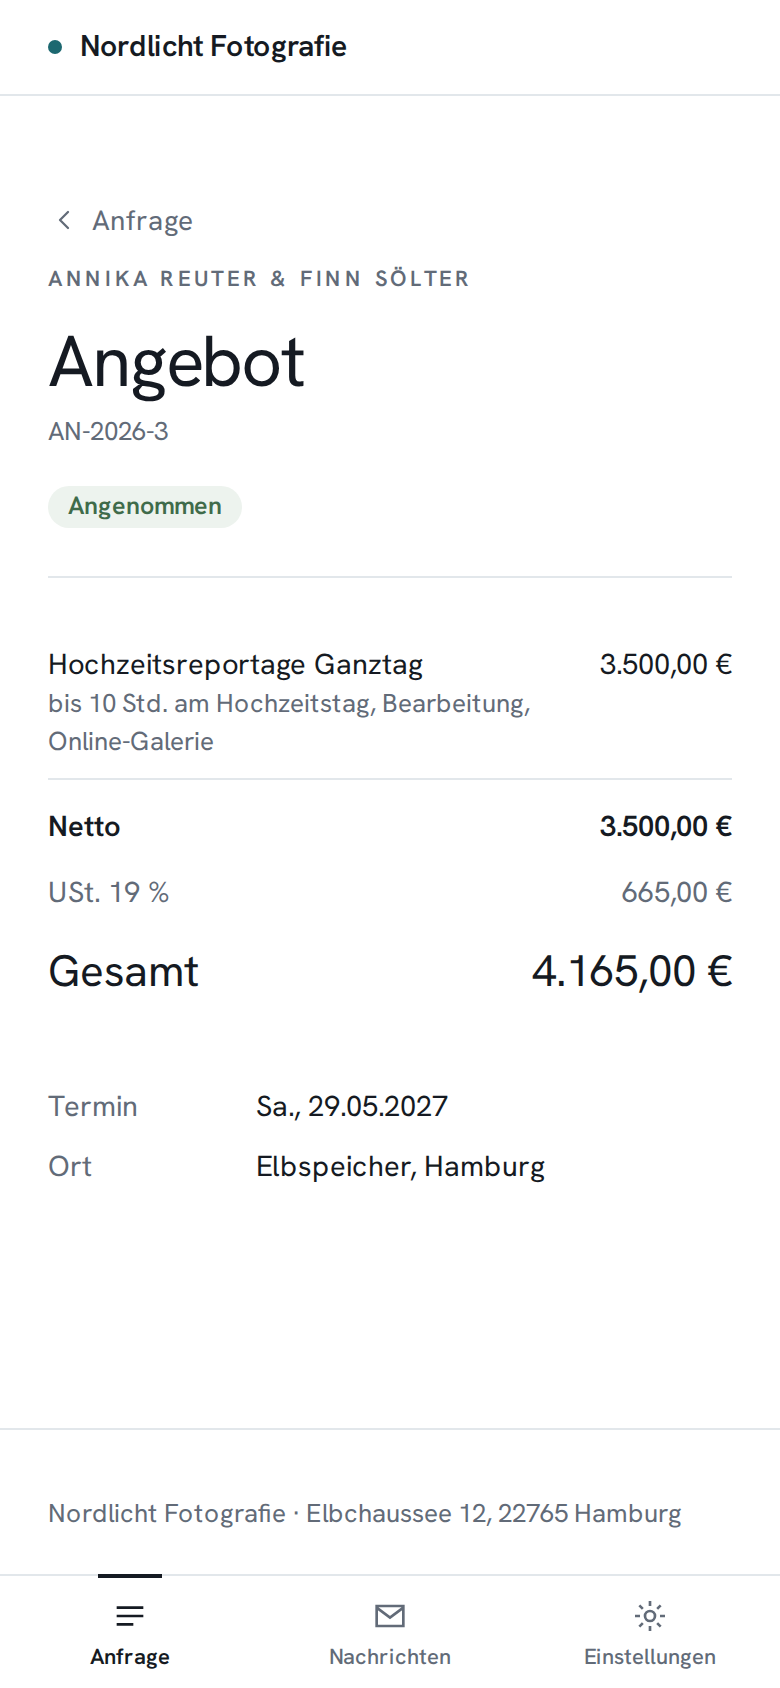 Nordlicht Fotografie
Anfrage
ANNIKA REUTER & FINN SÖLTER
Angebot
AN-2026-3
Angenommen
Hochzeitsreportage Ganztag 3.500,00 €
bis 10 Std. am Hochzeitstag, Bearbeitung,
Online-Galerie
Netto 3.500,00 €
USt. 19 % 665,00 €
Gesamt 4.165,00 €
Termin Sa., 29.05.2027
Ort Elbspeicher, Hamburg
Nordlicht Fotografie · Elbchaussee 12, 22765 Hamburg
Anfrage Nachrichten Einstellungen